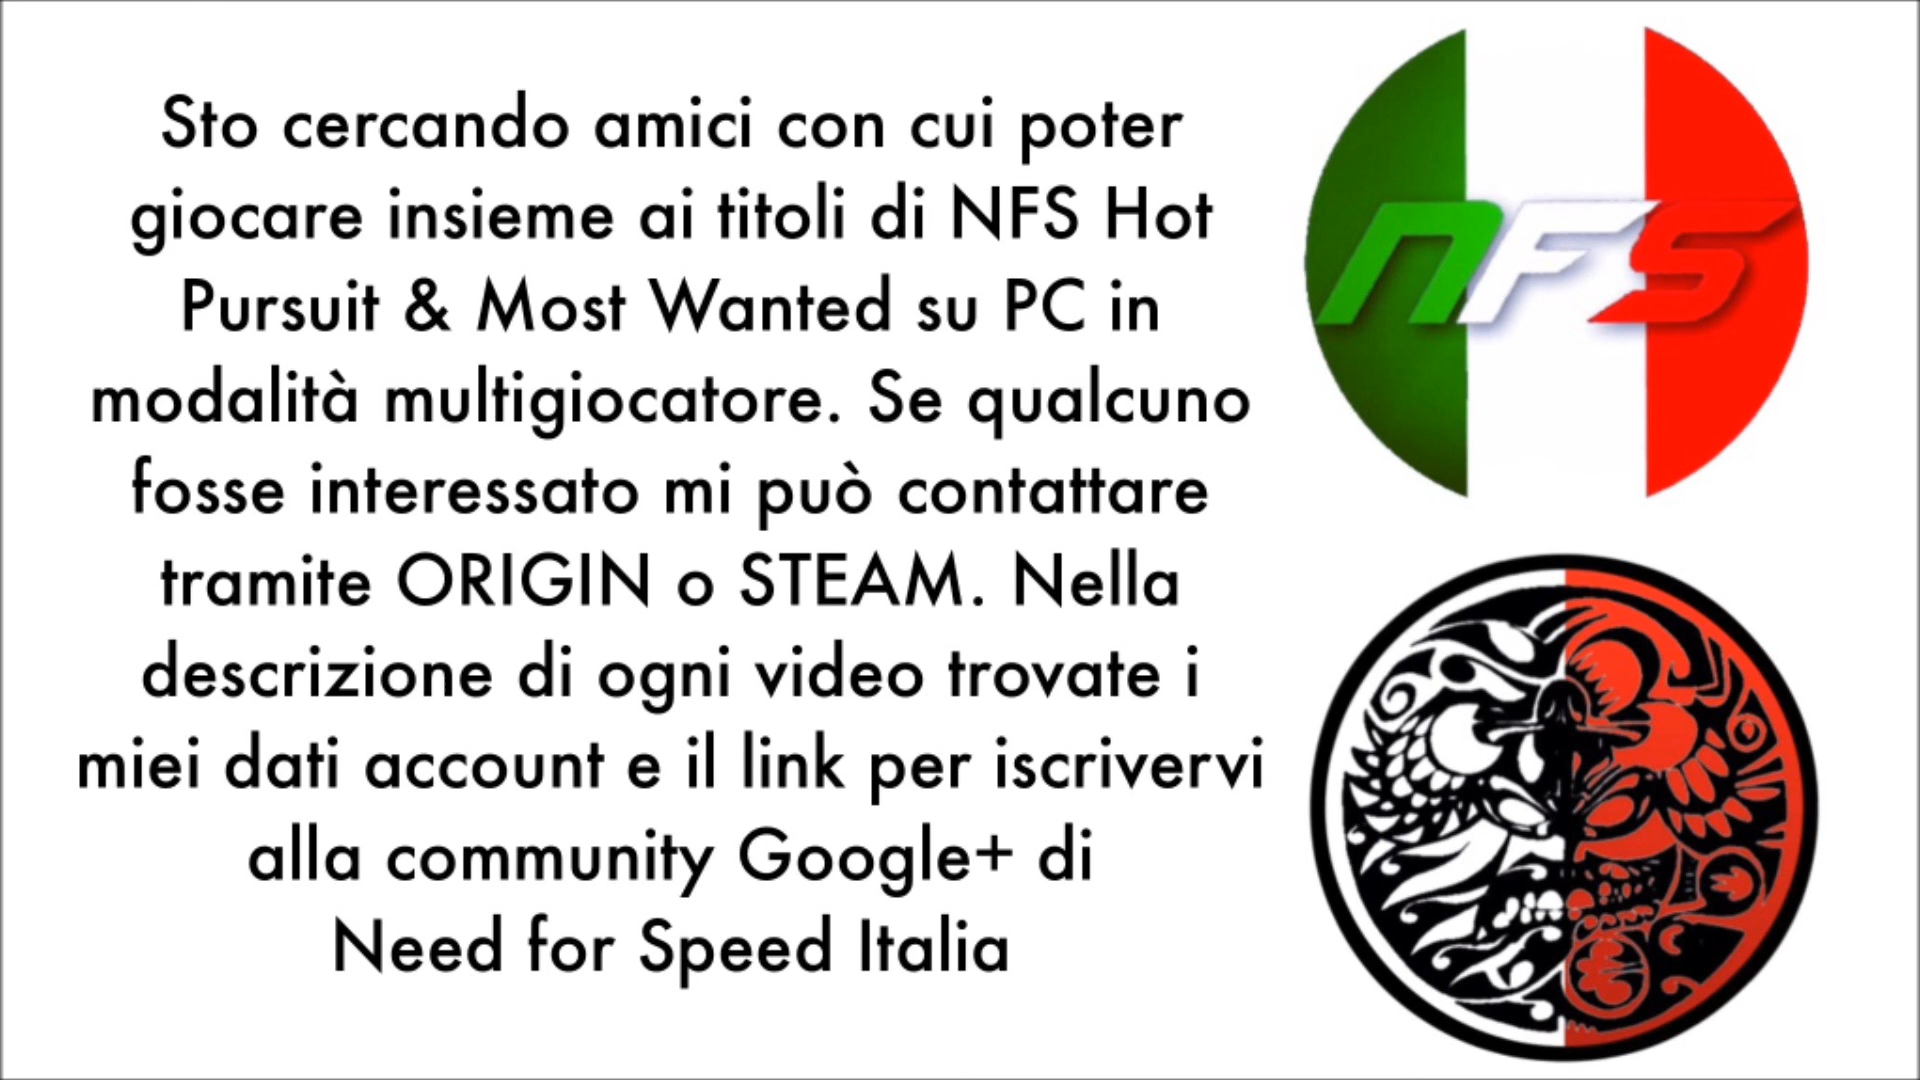 Sto cercando amici con cui poter
giocare insieme ai titoli di NFS Hot
Pursuit & Most Wanted su PC in
modalità multigiocatore. Se qualcuno
fosse interessato mi può contattare
tramite ORIGIN o STEAM. Nella
descrizione di ogni video trovate i
miei dati account e il link per iscrivervi
alla community Google+ di
Need for Speed Italia
nFS